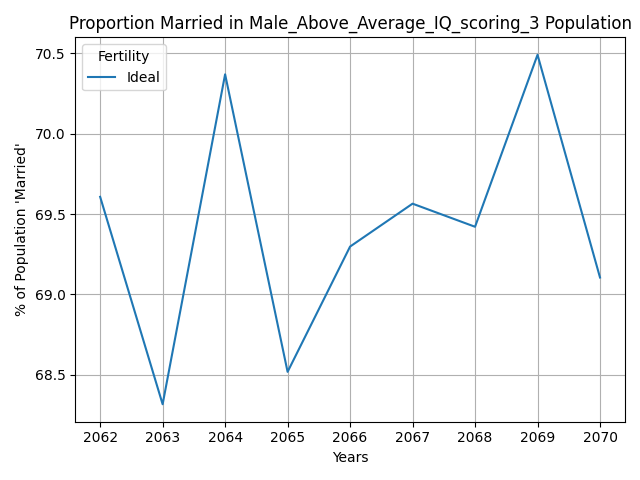 Proportion Married in Male_Above_Average_IQ_scoring_3 Population
Fertility
Ideal
70.5
70.0
69.5
69.0
68.5
% of Population 'Married'
2062 2063 2064 2065 2066 2067 2068 2069 2070
Years